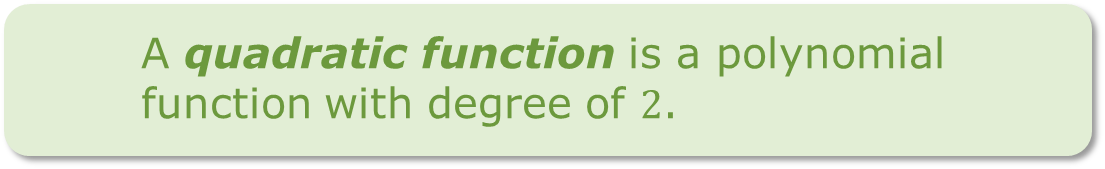 A quadratic function is a polynomial
function with degree of 2.